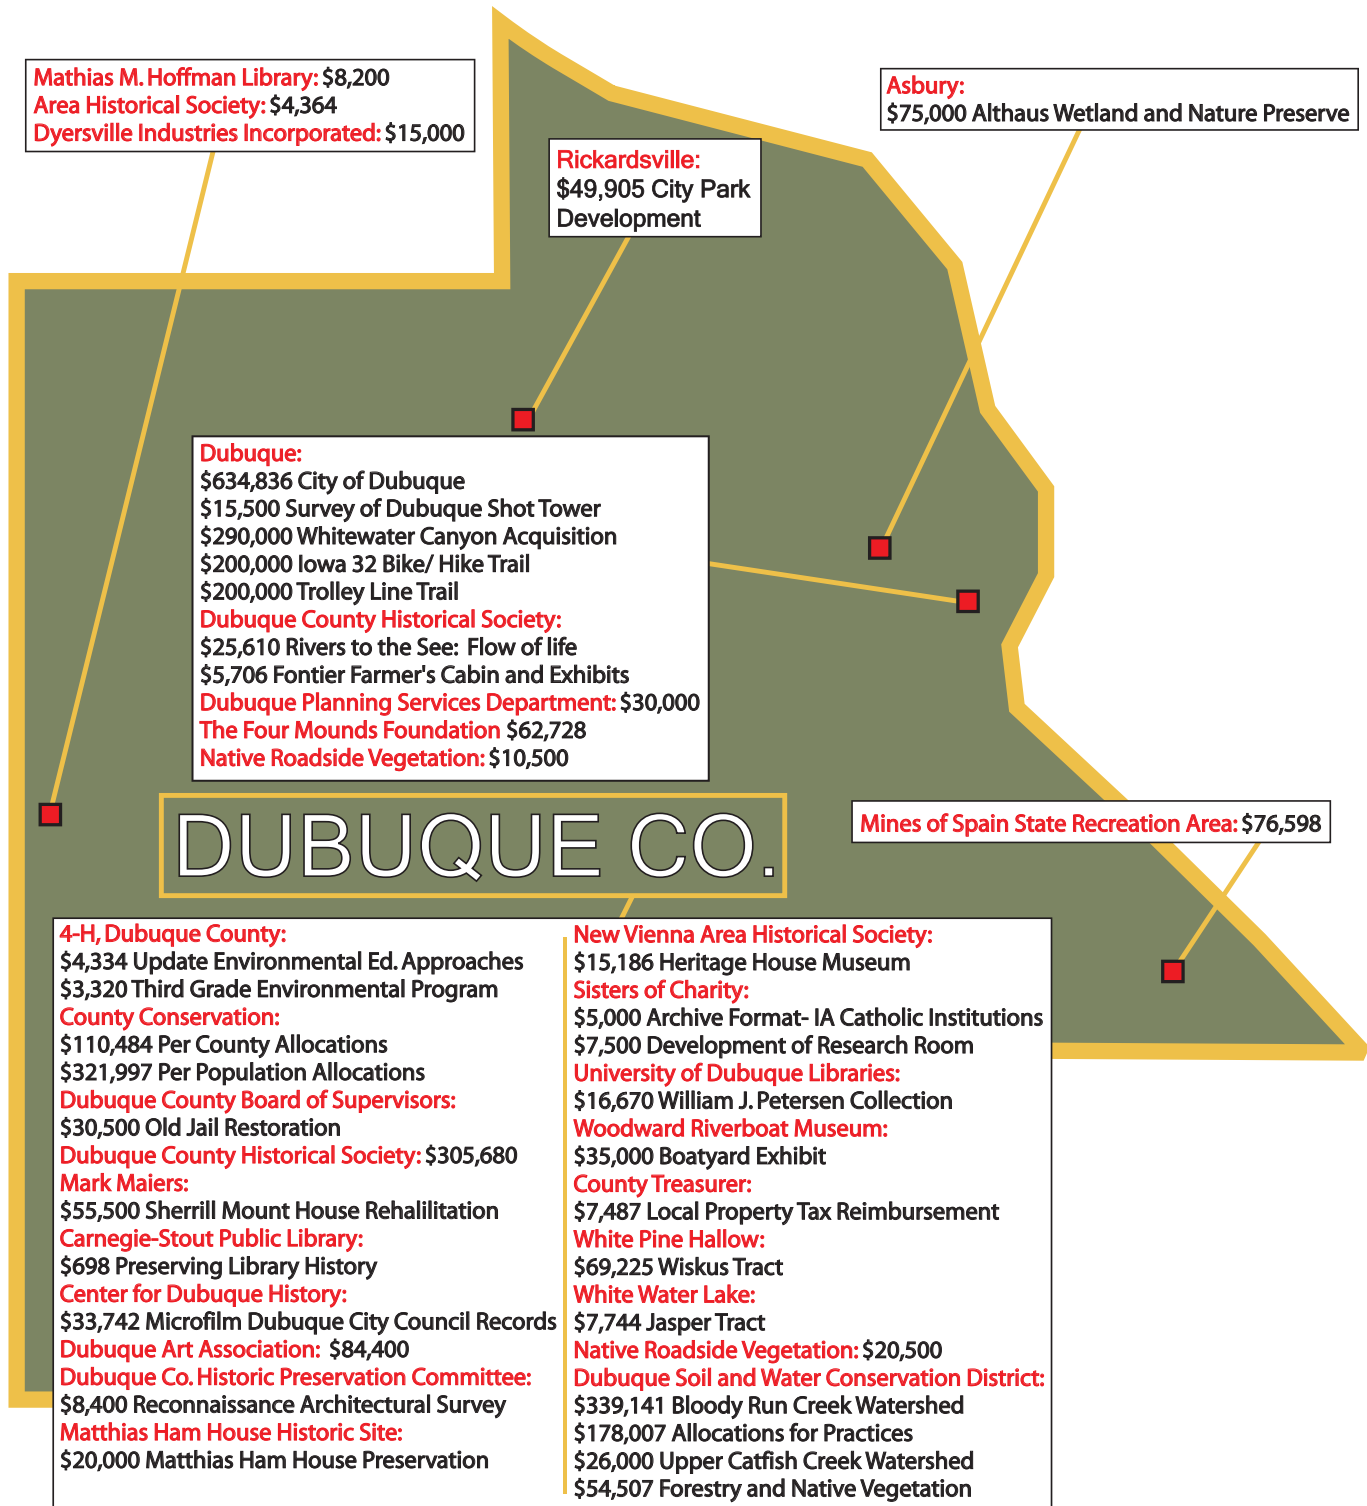 Mathias M. Hoffman Library: $8,200
Area Historical Society: $4,364
Dyersville Industries Incorporated: $15,000
Asbury:
$75,000 Althaus Wetland and Nature Preserve
Rickardsville:
$49,905 City Park
Development
Dubuque:
$634,836 City of Dubuque
$15,500 Survey of Dubuque Shot Tower
$290,000 Whitewater Canyon Acquisition
$200,000 Iowa 32 Bike/ Hike Trail
$200,000 Trolley Line Trail
Dubuque County Historical Society:
$25,610 Rivers to the See: Flow of life
$5,706 Fontier Farmer's Cabin and Exhibits
Dubuque Planning Services Department: $30,000
The Four Mounds Foundation $62,728
Native Roadside Vegetation: $10,500
Mines of Spain State Recreation Area: $76,598
DUBUQUE CO.
4-H, Dubuque County:
$4,334 Update Environmental Ed. Approaches
$3,320 Third Grade Environmental Program
County Conservation:
$110,484 Per County Allocations
$321,997 Per Population Allocations
Dubuque County Board of Supervisors:
$30,500 Old Jail Restoration
Dubuque County Historical Society: $305,680
Mark Maiers:
$55,500 Sherrill Mount House Rehalilitation
Carnegie-Stout Public Library:
$698 Preserving Library History
Center for Dubuque History:
$33,742 Microfilm Dubuque City Council Records
Dubuque Art Association: $84,400
Dubuque Co. Historic Preservation Committee:
$8,400 Reconnaissance Architectural Survey
Matthias Ham House Historic Site:
$20,000 Matthias Ham House Preservation
New Vienna Area Historical Society:
$15,186 Heritage House Museum
Sisters of Charity:
$5,000 Archive Format- IA Catholic Institutions
$7,500 Development of Research Room
University of Dubuque Libraries:
$16,670 William J. Petersen Collection
Woodward Riverboat Museum:
$35,000 Boatyard Exhibit
County Treasurer:
$7,487 Local Property Tax Reimbursement
White Pine Hallow:
$69,225 Wiskus Tract
White Water Lake:
$7,744 Jasper Tract
Native Roadside Vegetation: $20,500
Dubuque Soil and Water Conservation District:
$339,141 Bloody Run Creek Watershed
$178,007 Allocations for Practices
$26,000 Upper Catfish Creek Watershed
$54,507 Forestry and Native Vegetation